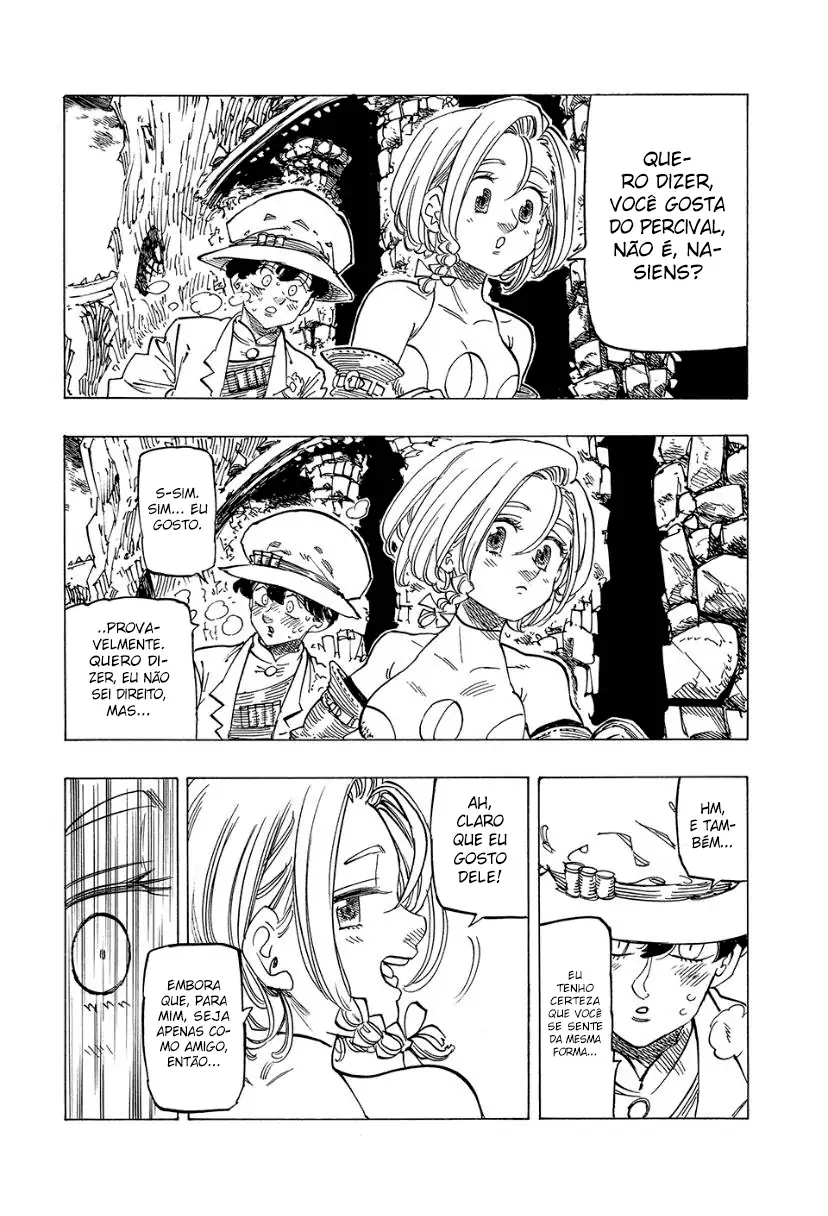 QUE-
RO DIZER,
VOCÊ GOSTA
DO PERCIVAL,
NÃO É, NA-
SIENS?
S-SIM.
SIM... EU
GOSTO.
..PROVA-
VELMENTE.
QUERO DI-
ZER, EU NÃO
SEI DIREITO,
MAS...
HM,
E TAM-
BÉM...
EU
TENHO
CERTEZA
QUE VOCÊ
SE SENTE
DA MESMA
FORMA...
AH,
CLARO
QUE EU
GOSTO
DELE!
EMBORA
QUE, PARA
MIM, SEJA
APENAS CO-
MO AMIGO,
ENTÃO...